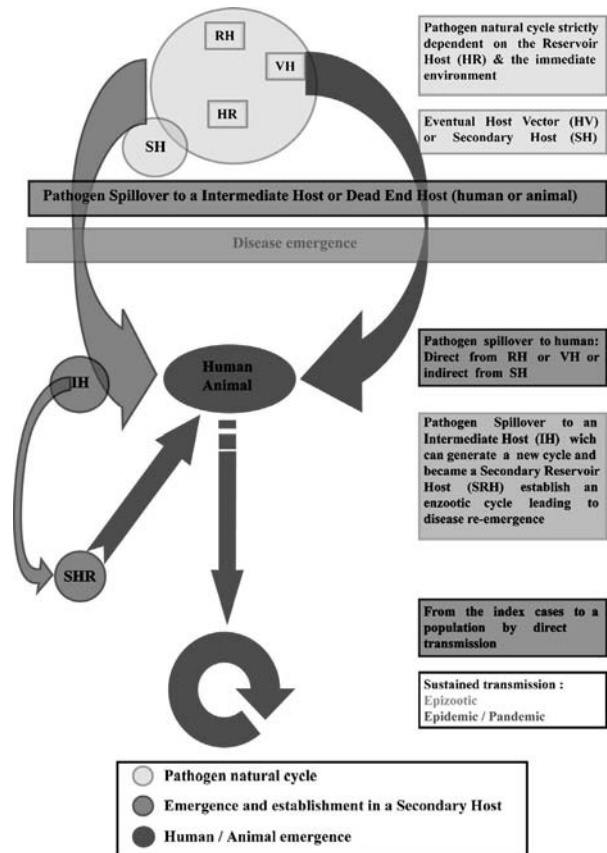 RH
VH
HR
SH
Pathogen natural cycle strictly
dependent on the Reservoir
Host (HR) & the immediate
environment
Eventual Host Vector (HV)
or Secondary Host (SH)
Pathogen Spillover to a Intermediate Host or Dead End Host (human or animal)
Disease emergence
Human
Animal
IH
SHR
Pathogen spillover to human:
Direct from RH or VH or
indirect from SH
Pathogen Spillover to an
Intermediate Host (IH) wich
can generate a new cycle and
became a Secondary Reservoir
Host (SRH) establish an
enzootic cycle leading to
disease re-emergence
From the index cases to a
population by direct
transmission
Sustained transmission :
Epizootic
Epidemic / Pandemic
Pathogen natural cycle
Emergence and establishment in a Secondary Host
Human / Animal emergence